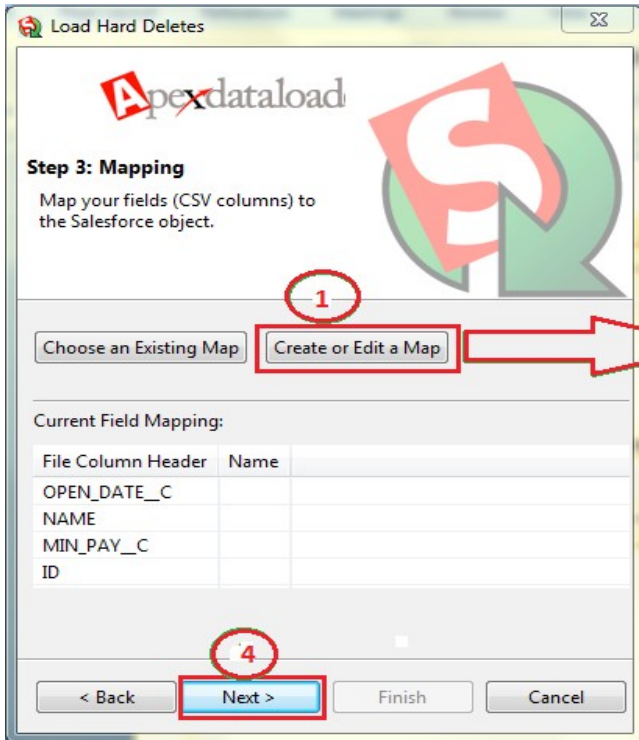 Load Hard Deletes
Apexdataload
Step 3: Mapping
Map your fields (CSV columns) to
the Salesforce object.
1
Choose an Existing Map Create or Edit a Map
Current Field Mapping:
File Column Header Name
OPEN_DATE__C
NAME
MIN_PAY__C
ID
4
< Back Next > Finish Cancel